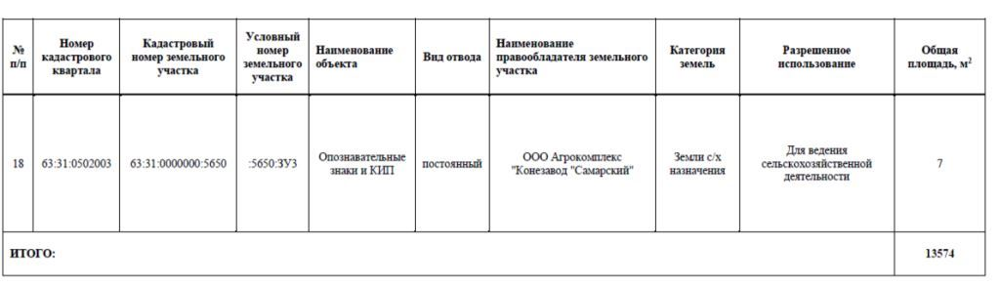 № п/п
Номер кадастрового квартала
Кадастровый номер земельного участка
Условный номер земельного участка
Наименование объекта
Вид отвода
Наименование правообладателя земельного участка
Категория земель
Разрешенное использование
Общая площадь, м²
18
63:31:0502003
63:31:0000000:5650
:5650:ЗУ3
Опознавательные знаки и КИП
постоянный
ООО Агрокомплекс "Конезавод "Самарский"
Земли с/х назначения
Для ведения сельскохозяйственной деятельности
7
ИТОГО:
13574